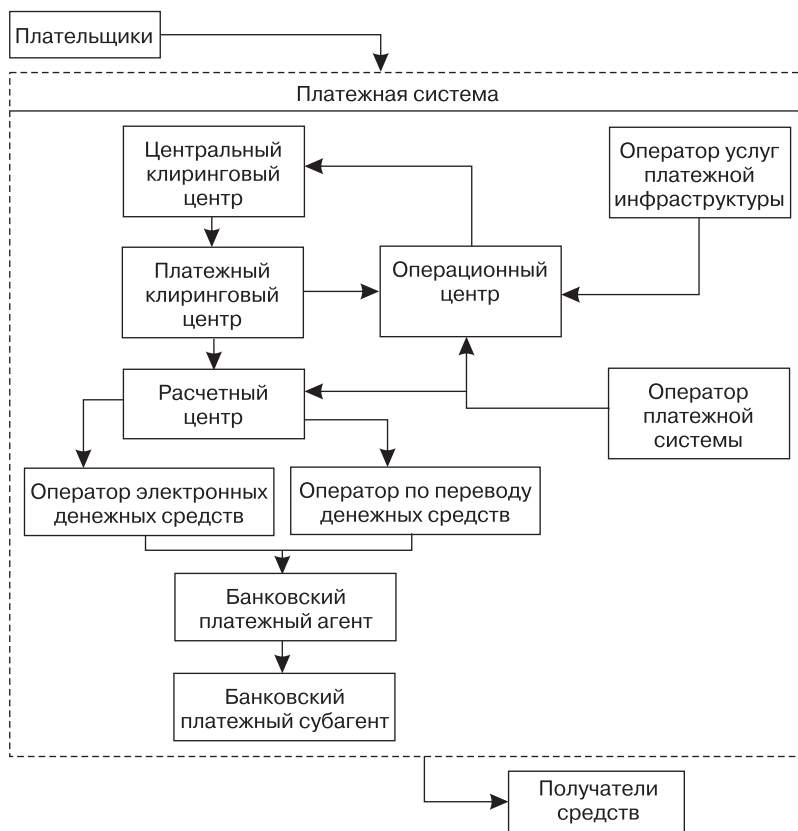 Плательщики
Платежная система
Центральный
клиринговый
центр
Оператор услуг
платежной
инфраструктуры
Платежный
клиринговый
центр
Операционный
центр
Расчетный
центр
Оператор
платежной
системы
Оператор электронных
денежных средств
Оператор по переводу
денежных средств
Банковский
платежный агент
Банковский
платежный субагент
Получатели
средств